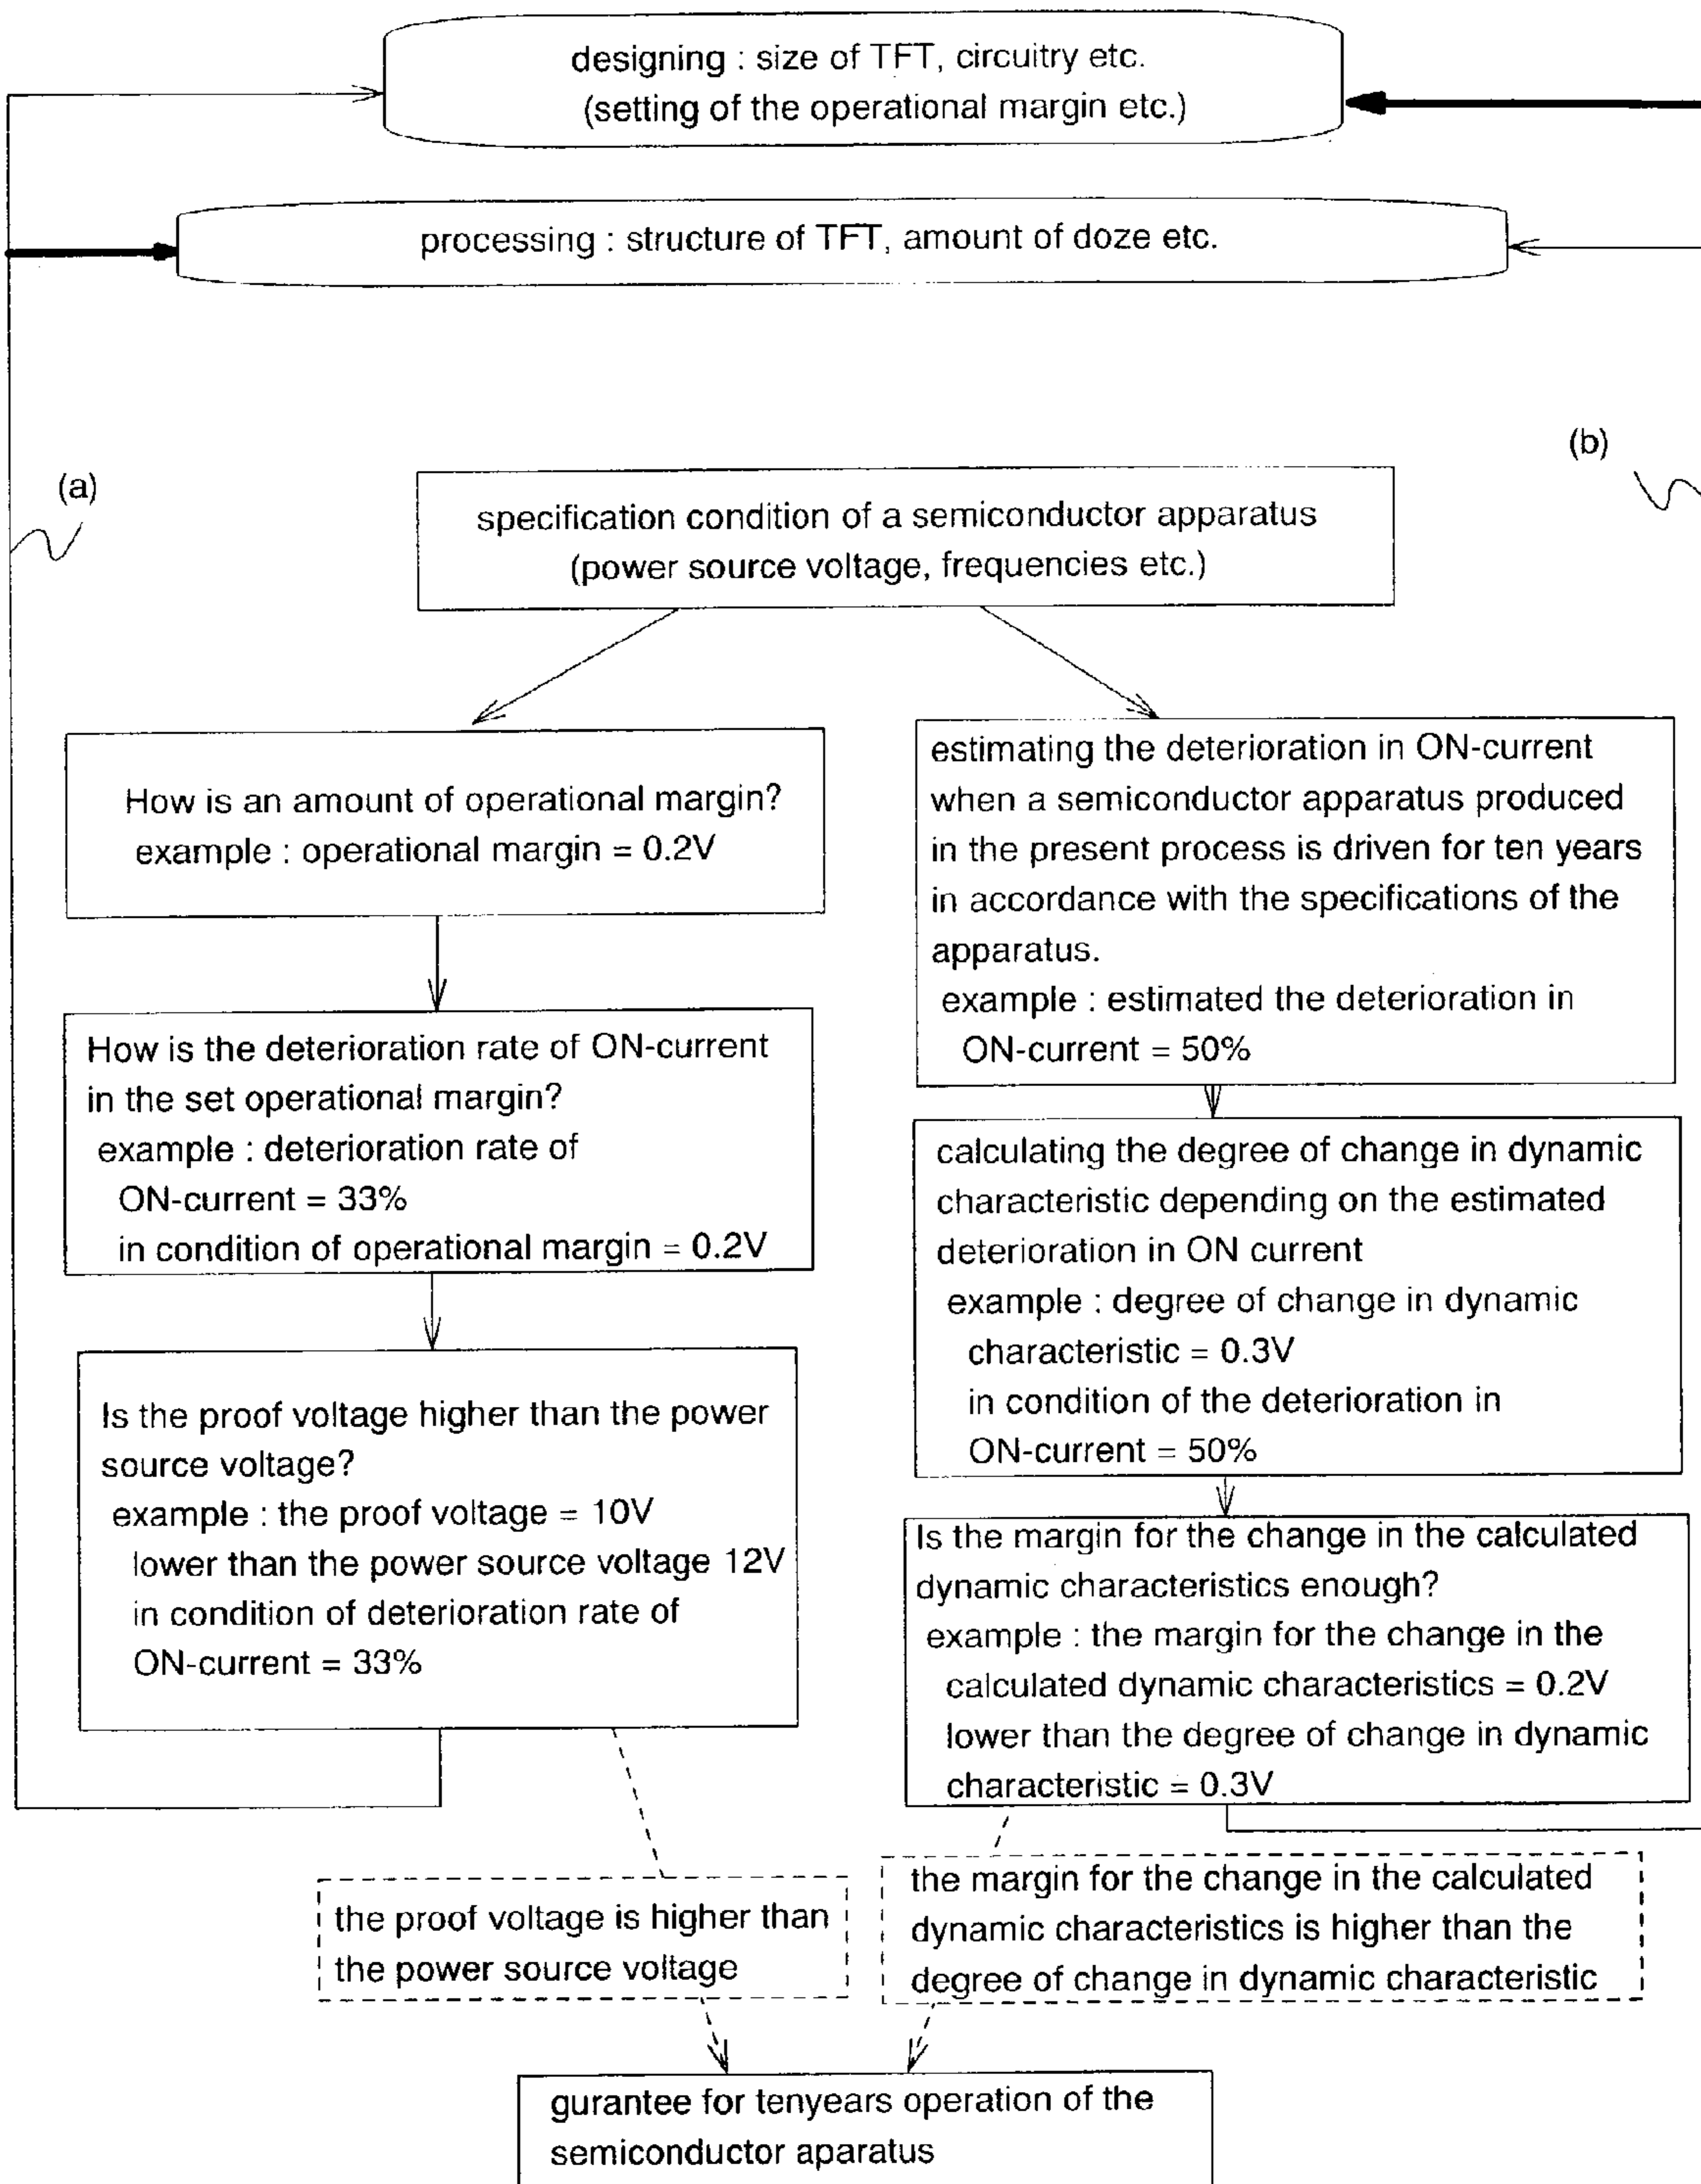 designing : size of TFT, circuitry etc.
(setting of the operational margin etc.)
processing : structure of TFT, amount of doze etc.
(a)
(b)
specification condition of a semiconductor apparatus
(power source voltage, frequencies etc.)
How is an amount of operational margin?
example : operational margin = 0.2V
How is the deterioration rate of ON-current
in the set operational margin?
example : deterioration rate of
ON-current = 33%
in condition of operational margin = 0.2V
Is the proof voltage higher than the power
source voltage?
example : the proof voltage = 10V
lower than the power source voltage 12V
in condition of deterioration rate of
ON-current = 33%
estimating the deterioration in ON-current
when a semiconductor apparatus produced
in the present process is driven for ten years
in accordance with the specifications of the
apparatus.
example : estimated the deterioration in
ON-current = 50%
calculating the degree of change in dynamic
characteristic depending on the estimated
deterioration in ON current
example : degree of change in dynamic
characteristic = 0.3V
in condition of the deterioration in
ON-current = 50%
Is the margin for the change in the calculated
dynamic characteristics enough?
example : the margin for the change in the
calculated dynamic characteristics = 0.2V
lower than the degree of change in dynamic
characteristic = 0.3V
the proof voltage is higher than
the power source voltage
the margin for the change in the calculated
dynamic characteristics is higher than the
degree of change in dynamic characteristic
gurantee for tenyears operation of the
semiconductor aparatus